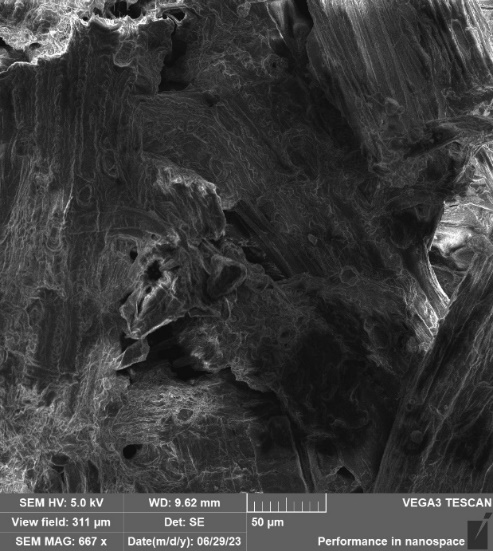 SEM HV: 5.0 kV WD: 9.62 mm VEGA3 TESCAN
View field: 311 µm Det: SE 50 µm
SEM MAG: 667 x Date(m/d/y): 06/29/23 Performance in nanospace